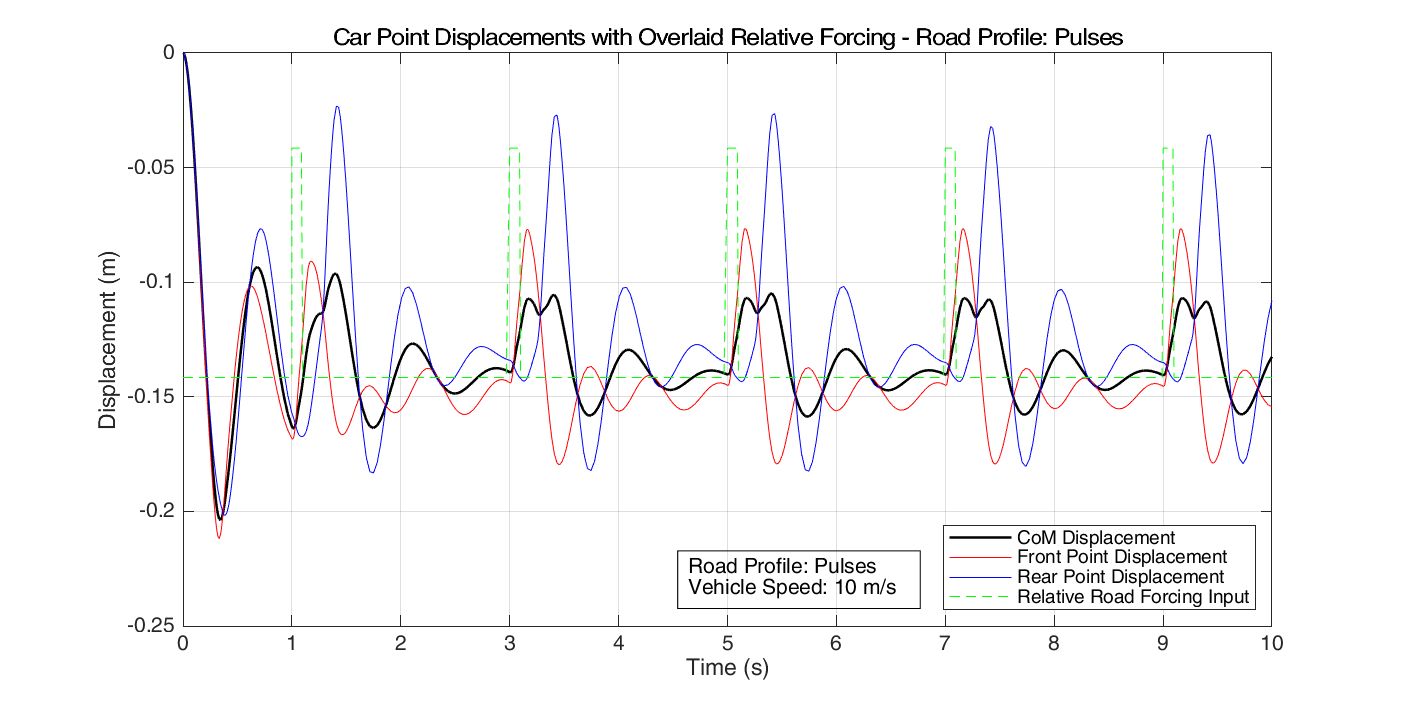 Car Point Displacements with Overlaid Relative Forcing - Road Profile: Pulses
0
-0.05
-0.1
-0.15
-0.2
-0.25
Displacement (m)
0 1 2 3 4 5 6 7 8 9 10
Time (s)
Road Profile: Pulses
Vehicle Speed: 10 m/s
CoM Displacement
Front Point Displacement
Rear Point Displacement
Relative Road Forcing Input